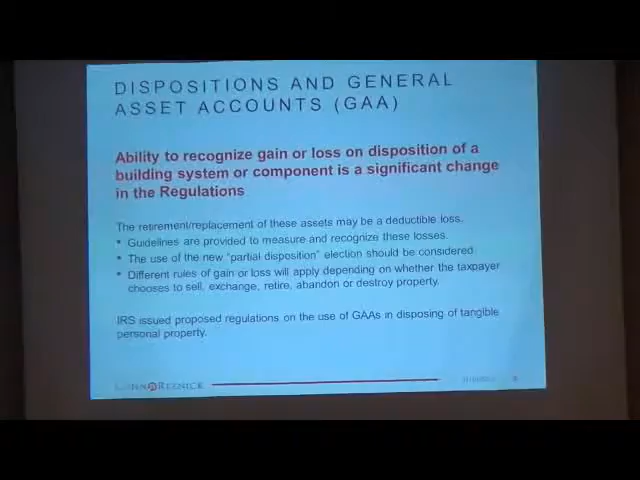 DISPOSITIONS AND GENERAL
ASSET ACCOUNTS (GAA)
Ability to recognize gain or loss on disposition of a
building system or component is a significant change
in the Regulations
The retirement/replacement of these assets may be a deductible loss.
• Guidelines are provided to measure and recognize these losses.
• The use of the new "partial disposition" election should be considered
• Different rules of gain or loss will apply depending on whether the taxpayer
chooses to sell, exchange, retire, abandon or destroy property.
IRS issued proposed regulations on the use of GAAs in disposing of tangible
personal property.
COHNREZNICK